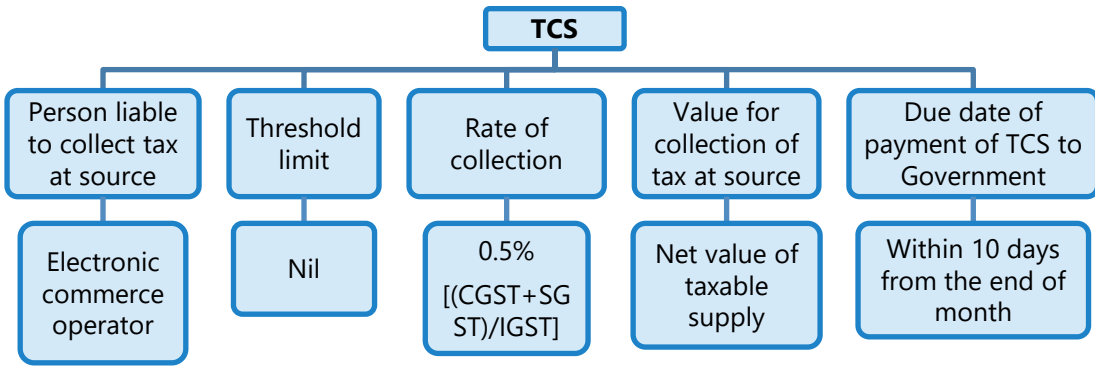 TCS
Person liable
to collect tax
at source
Threshold
limit
Rate of
collection
Value for
collection of
tax at source
Due date of
payment of TCS to
Government
Electronic
commerce
operator
Nil
0.5%
[(CGST+SG
ST)/IGST]
Net value of
taxable
supply
Within 10 days
from the end of
month